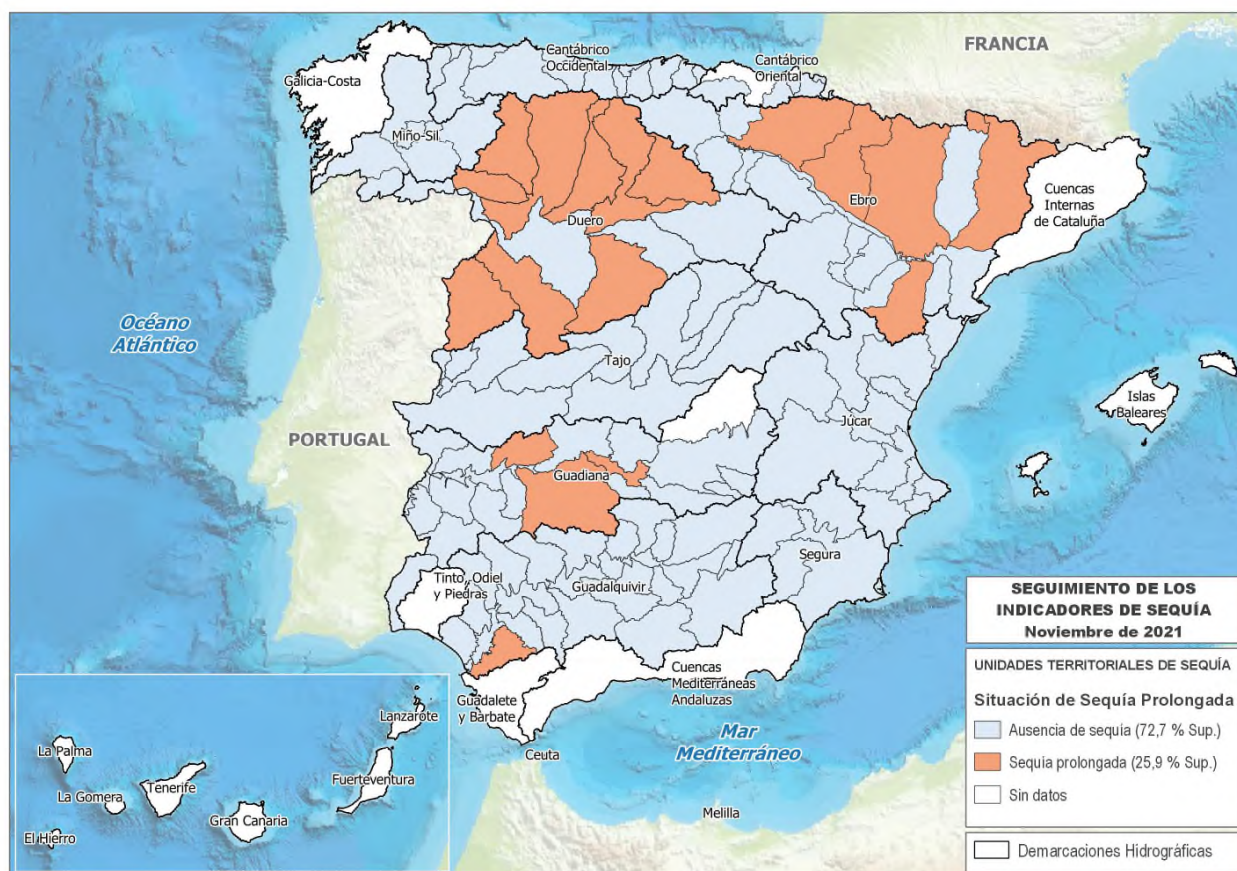 FRANCIA
Cantábrico
Occidental
Cantábrico
Oriental
Galicia-Costa
Miño-Sil
Cuencas
Internas
de Cataluña
Ebro
Duero
Océano
Atlántico
Tajo
Islas
Baleares
PORTUGAL
Júcar
Guadiana
Segura
Tinto, Odiel
y Piedras
Guadalquivir
Cuencas
Mediterráneas
Andaluzas
Guadalete
y Barbate
Mar
Mediterráneo
Ceuta
Melilla
Lanzarote
La Palma
Fuerteventura
Tenerife
La Gomera
Gran Canaria
El Hierro
SEGUIMIENTO DE LOS
INDICADORES DE SEQUÍA
Noviembre de 2021
UNIDADES TERRITORIALES DE SEQUÍA
Situación de Sequía Prolongada
Ausencia de sequía (72,7 % Sup.)
Sequia prolongada (25,9 % Sup.)
Sin datos
Demarcaciones Hidrográficas